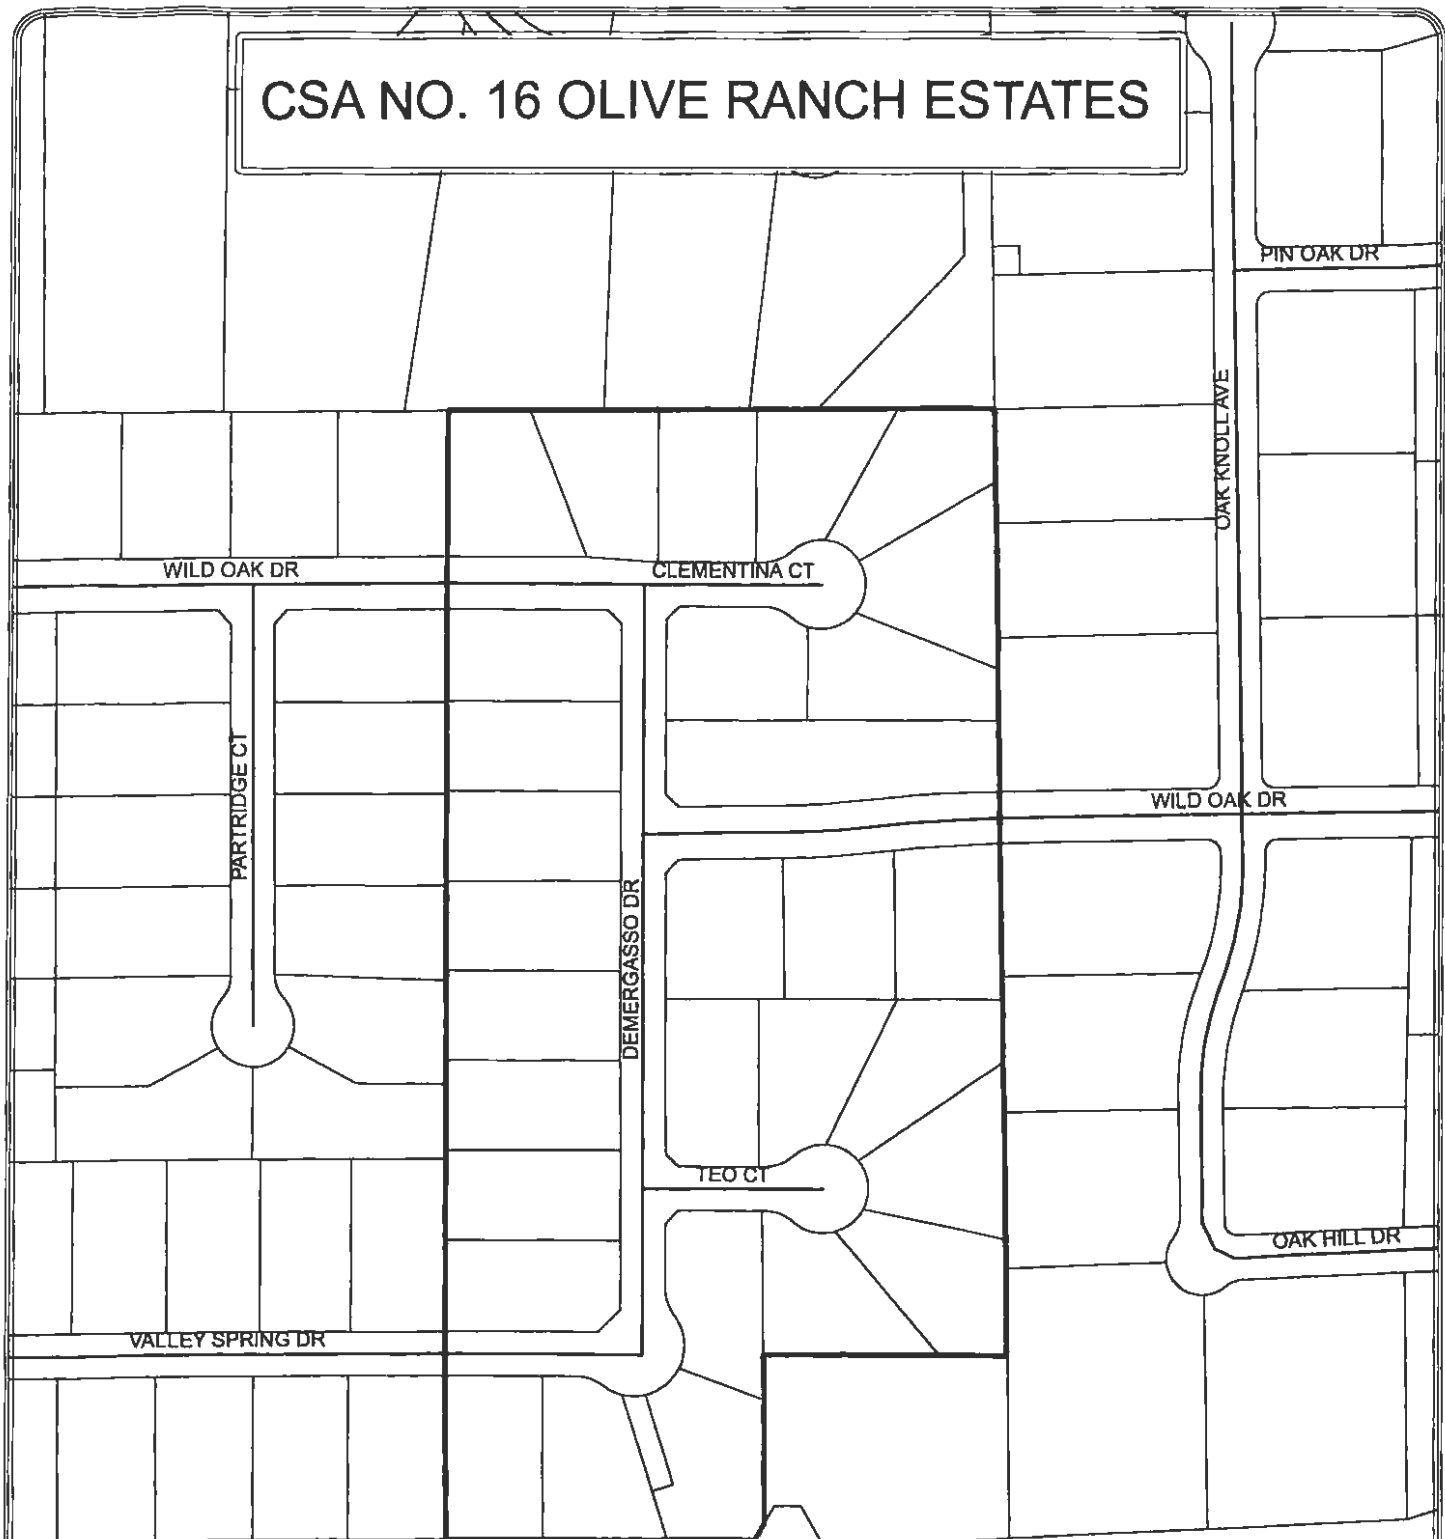 CSA NO. 16 OLIVE RANCH ESTATES
PIN OAK DR
OAK KNOLL AVE
WILD OAK DR
CLEMENTINA CT
PARTRIDGE CT
WILD OAK DR
DEMERGASSO DR
TEO CT
OAK HILL DR
VALLEY SPRING DR